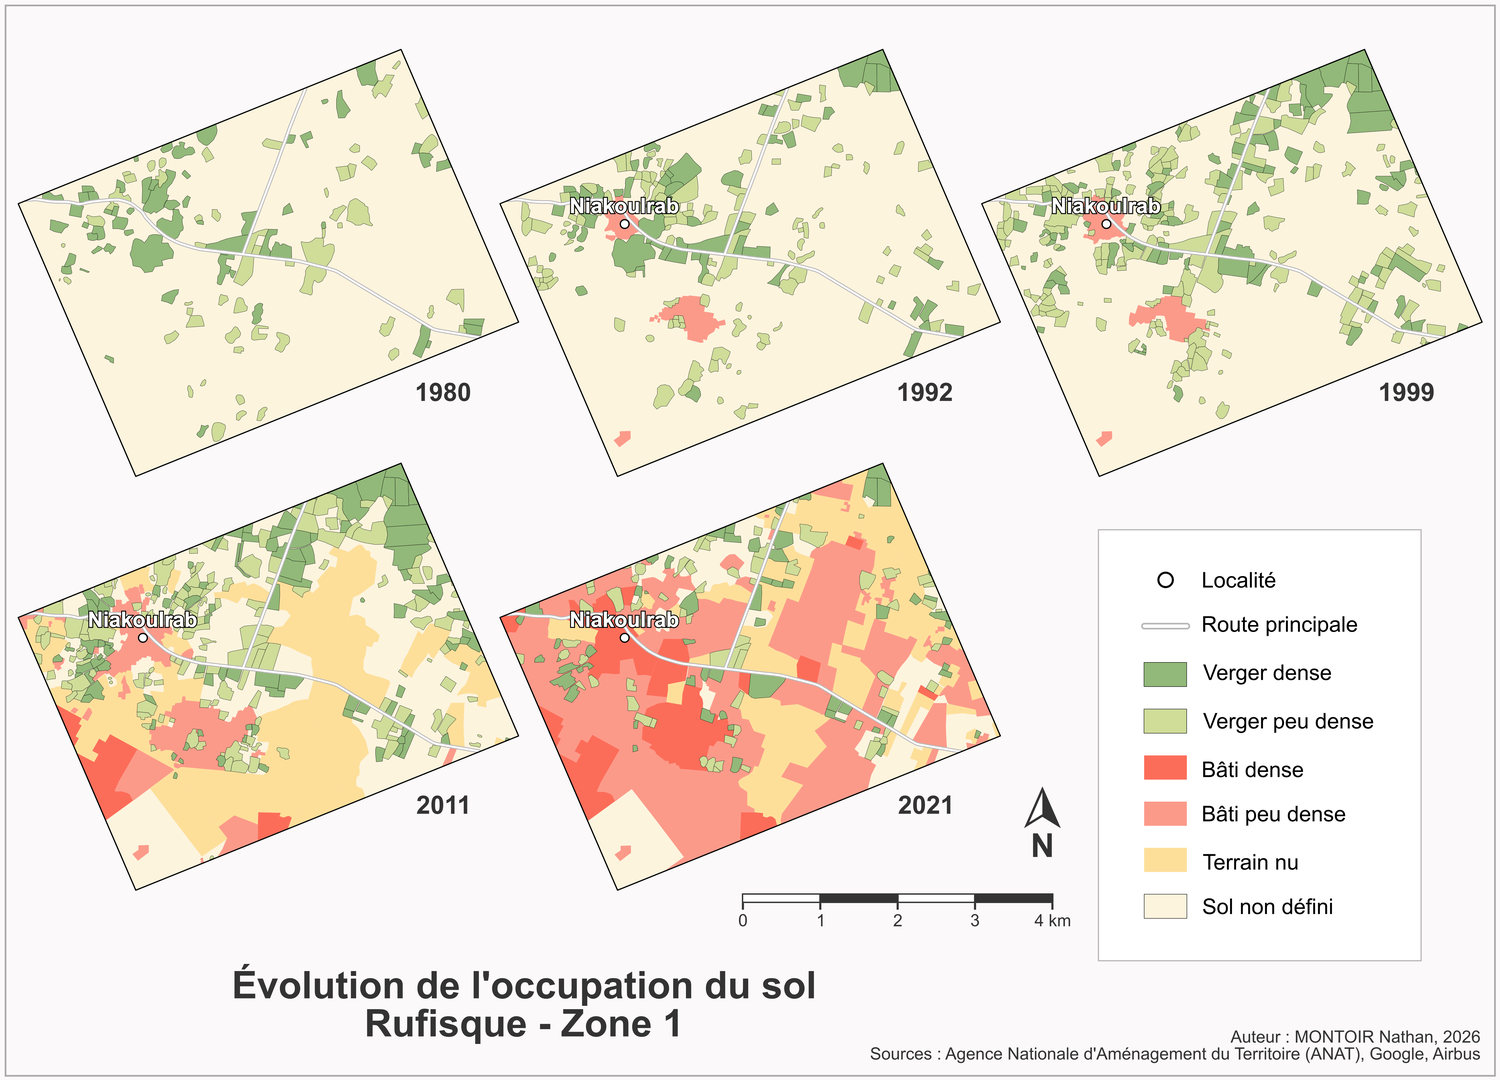 Niakoulrab
Niakoulrab
1980
1992
1999
Niakoulrab
Niakoulrab
2011
2021
Localité
Route principale
Verger dense
Verger peu dense
Bâti dense
Bâti peu dense
Terrain nu
Sol non défini
N
0 1 2 3 4 km
Évolution de l'occupation du sol
Rufisque - Zone 1
Auteur : MONTOIR Nathan, 2026
Sources : Agence Nationale d'Aménagement du Territoire (ANAT), Google, Airbus